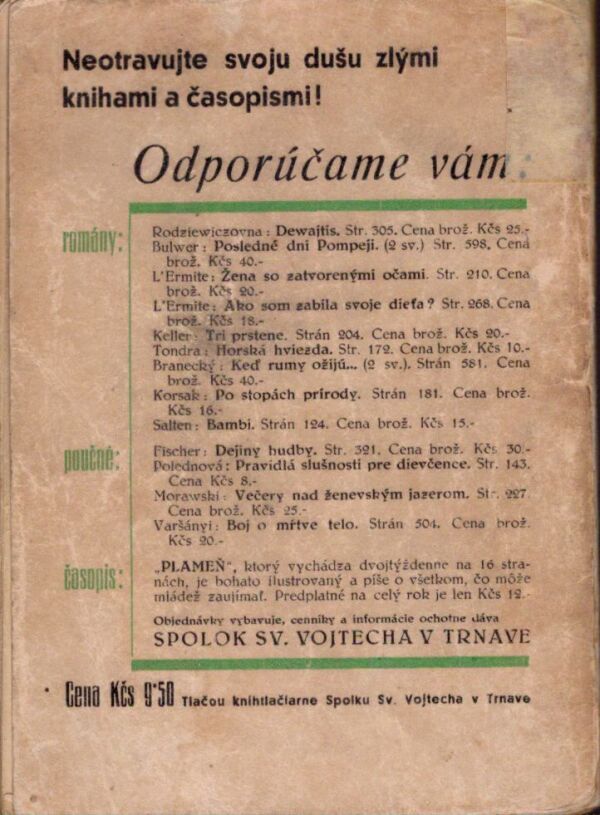 Neotravujte svoju dušu zlými
knihami a časopismi!
Odporúčame vám:
romány:
Rodziewiczovna: Dewajtis. Str. 305. Cena brož. Kčs 25.-
Bulwer: Posledné dni Pompejí. (2 sv.) Str. 598. Cena
brož. Kčs 40.-
L'Ermite: Žena so zatvorenými očami. Str. 210. Cena
brož. Kčs 20.-
L'Ermite: Ako som zabila svoje dieťa? Str. 268. Cena
brož. Kčs 18.-
Keller: Tri prstene. Strán 204. Cena brož. Kčs 20.-
Tondra: Horská hviezda. Str. 172. Cena brož. Kčs 10.-
Branecký: Keď rumy ožijú... (2 sv.). Strán 581. Cena
brož. Kčs 40.-
Korsak: Po stopách prírody. Strán 181. Cena brož.
Kčs 16.-
Salten: Bambi. Strán 124. Cena brož. Kčs 15.-
poučné:
Fischer: Dejiny hudby. Str. 321. Cena brož. Kčs 30.-
Polednová: Pravidlá slušnosti pre dievčence. Str. 143.
Cena Kčs 8.-
Morawski: Večery nad ženevským jazerom. Str. 227.
Cena brož. Kčs 25.-
Varšányi: Boj o mŕtve telo. Strán 504. Cena brož.
Kčs 20.-
časopis:
„PLAMEŇ“, ktorý vychádza dvojtýždenne na 16 stra-
nách, je bohato ilustrovaný a píše o všetkom, čo môže
mládež zaujímať. Predplatné na celý rok je len Kčs 12.-
Objednávky vybavuje, cenníky a informácie ochotne dáva
SPOLOK SV. VOJTECHA V TRNAVE
Cena Kčs 9·50 Tlačou knihtlačiarne Spolku Sv. Vojtecha v Trnave